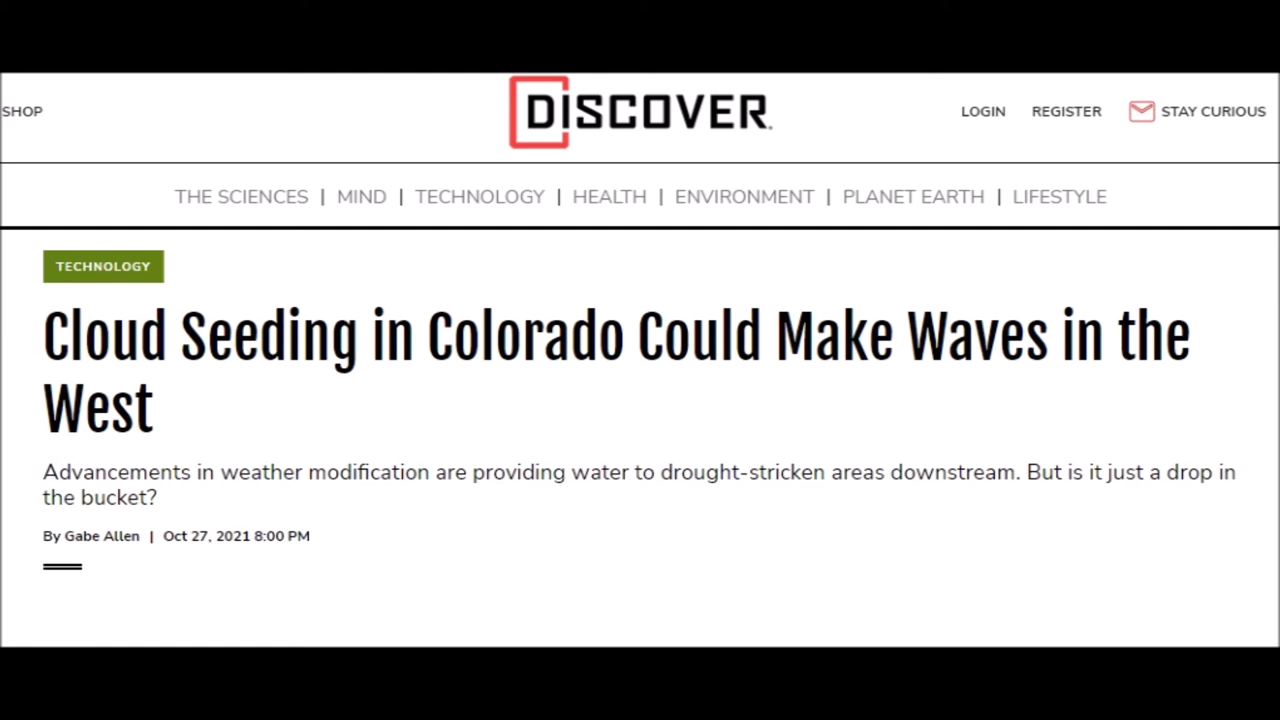 SHOP
DISCOVER.
LOGIN REGISTER STAY CURIOUS
THE SCIENCES | MIND | TECHNOLOGY | HEALTH | ENVIRONMENT | PLANET EARTH | LIFESTYLE
TECHNOLOGY
Cloud Seeding in Colorado Could Make Waves in the
West
Advancements in weather modification are providing water to drought-stricken areas downstream. But is it just a drop in
the bucket?
By Gabe Allen | Oct 27, 2021 8:00 PM